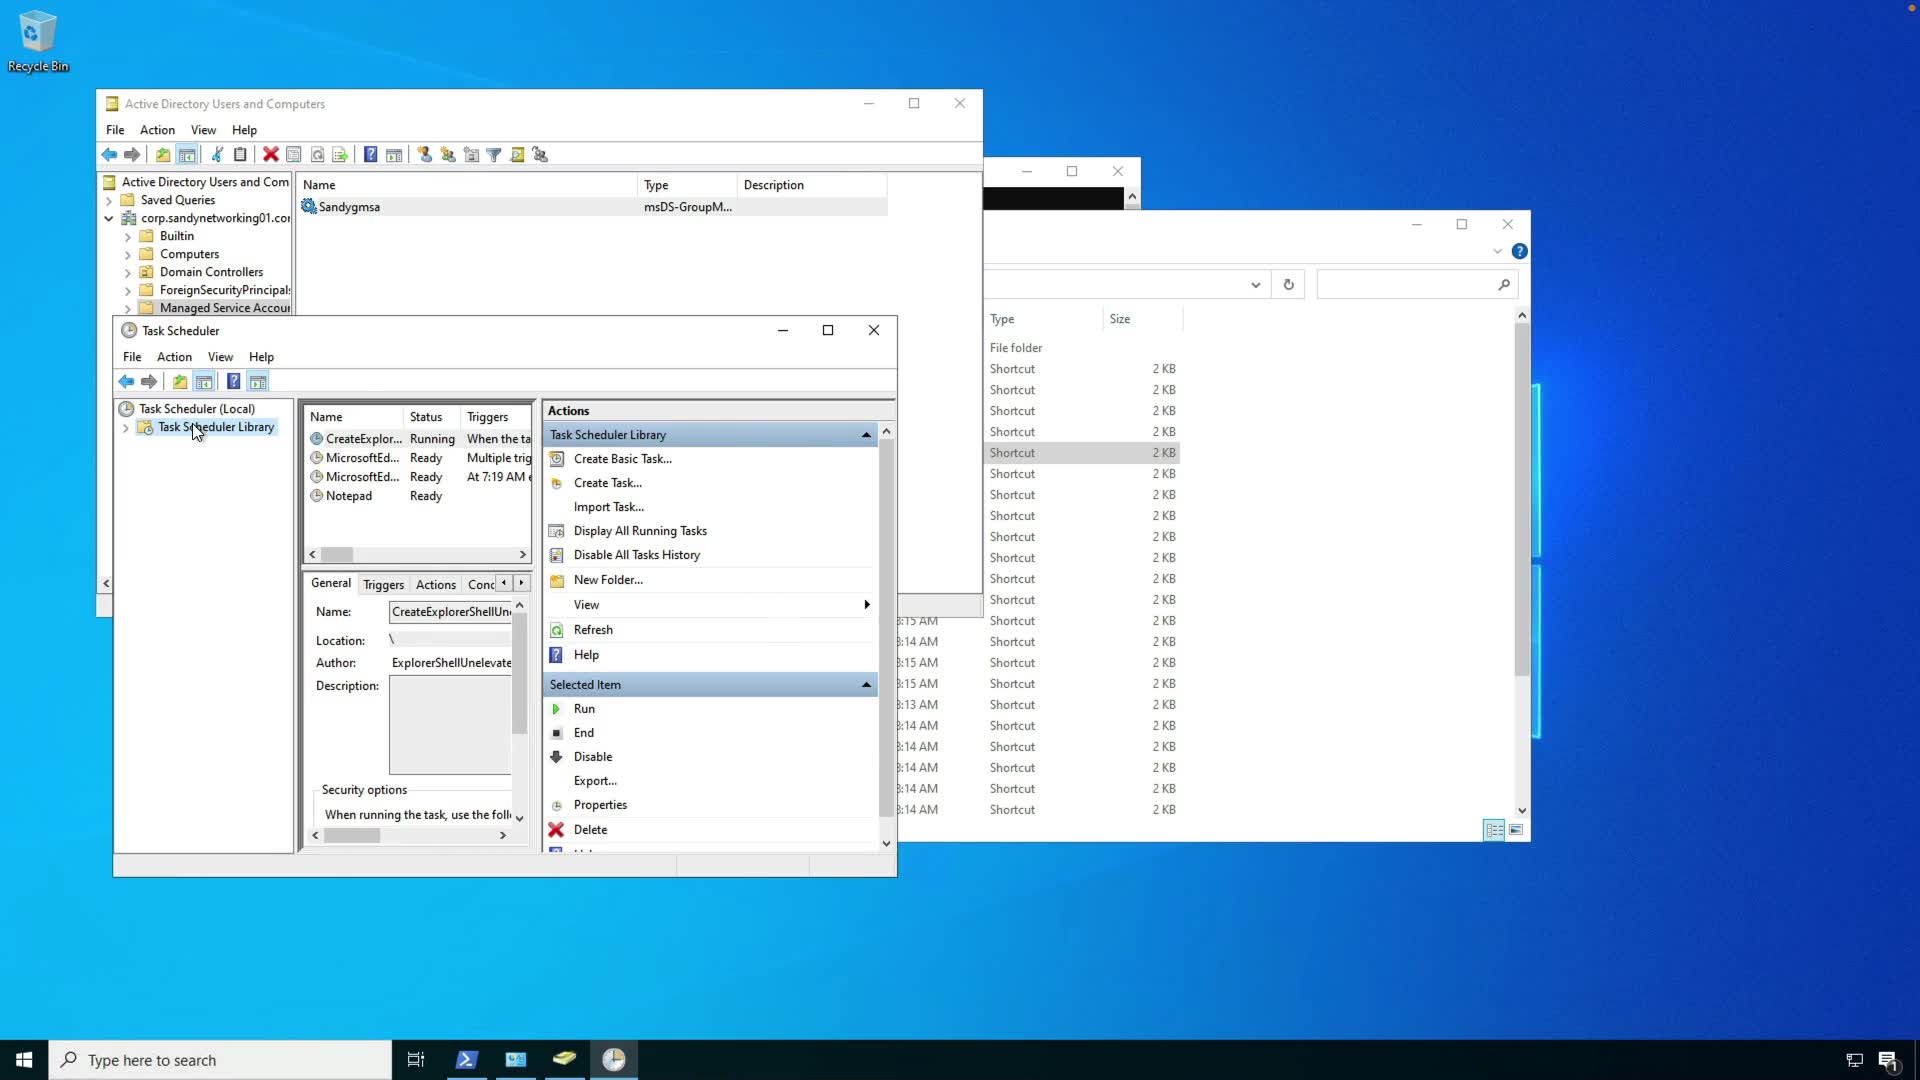 Recycle Bin
Active Directory Users and Computers
File Action View Help
Active Directory Users and Com
Saved Queries
corp.sandynetworking01.cor
Builtin
Computers
Domain Controllers
ForeignSecurityPrincipals
Managed Service Accour
Name Type Description
Sandygmsa msDS-GroupM...
Task Scheduler
File Action View Help
Task Scheduler (Local)
Task Scheduler Library
Name Status Triggers
CreateExplor... Running When the ta
MicrosoftEd... Ready Multiple trig
MicrosoftEd... Ready At 7:19 AM e
Notepad Ready
General Triggers Actions Conc
Name: CreateExplorerShellUn
Location: \
Author: ExplorerShellUnelevate
Description:
Security options
When running the task, use the foll
Actions
Task Scheduler Library
Create Basic Task...
Create Task...
Import Task...
Display All Running Tasks
Disable All Tasks History
New Folder...
View
Refresh
Help
Selected Item
Run
End
Disable
Export...
Properties
Delete
Type Size
File folder
Shortcut 2 KB
Shortcut 2 KB
Shortcut 2 KB
Shortcut 2 KB
Shortcut 2 KB
Shortcut 2 KB
Shortcut 2 KB
Shortcut 2 KB
Shortcut 2 KB
Shortcut 2 KB
Shortcut 2 KB
Shortcut 2 KB
:15 AM Shortcut 2 KB
:14 AM Shortcut 2 KB
:15 AM Shortcut 2 KB
:15 AM Shortcut 2 KB
:13 AM Shortcut 2 KB
:14 AM Shortcut 2 KB
:14 AM Shortcut 2 KB
:14 AM Shortcut 2 KB
:14 AM Shortcut 2 KB
:14 AM Shortcut 2 KB
Type here to search
1